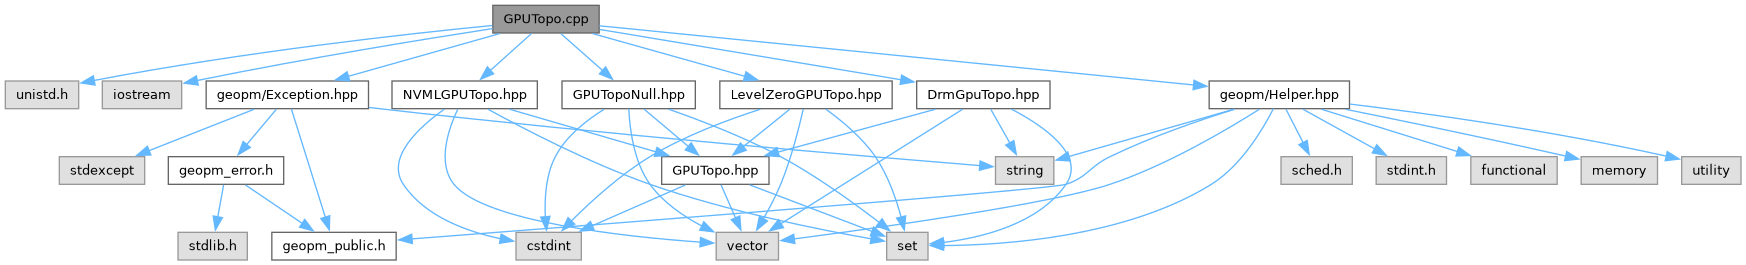 GPUTopo.cpp
unistd.h
iostream
geopm/Exception.hpp
NVMLGPUTopo.hpp
GPUTopoNull.hpp
LevelZeroGPUTopo.hpp
DrmGpuTopo.hpp
geopm/Helper.hpp
stdexcept
geopm_error.h
GPUTopo.hpp
string
sched.h
stdint.h
functional
memory
utility
stdlib.h
geopm_public.h
cstdint
vector
set